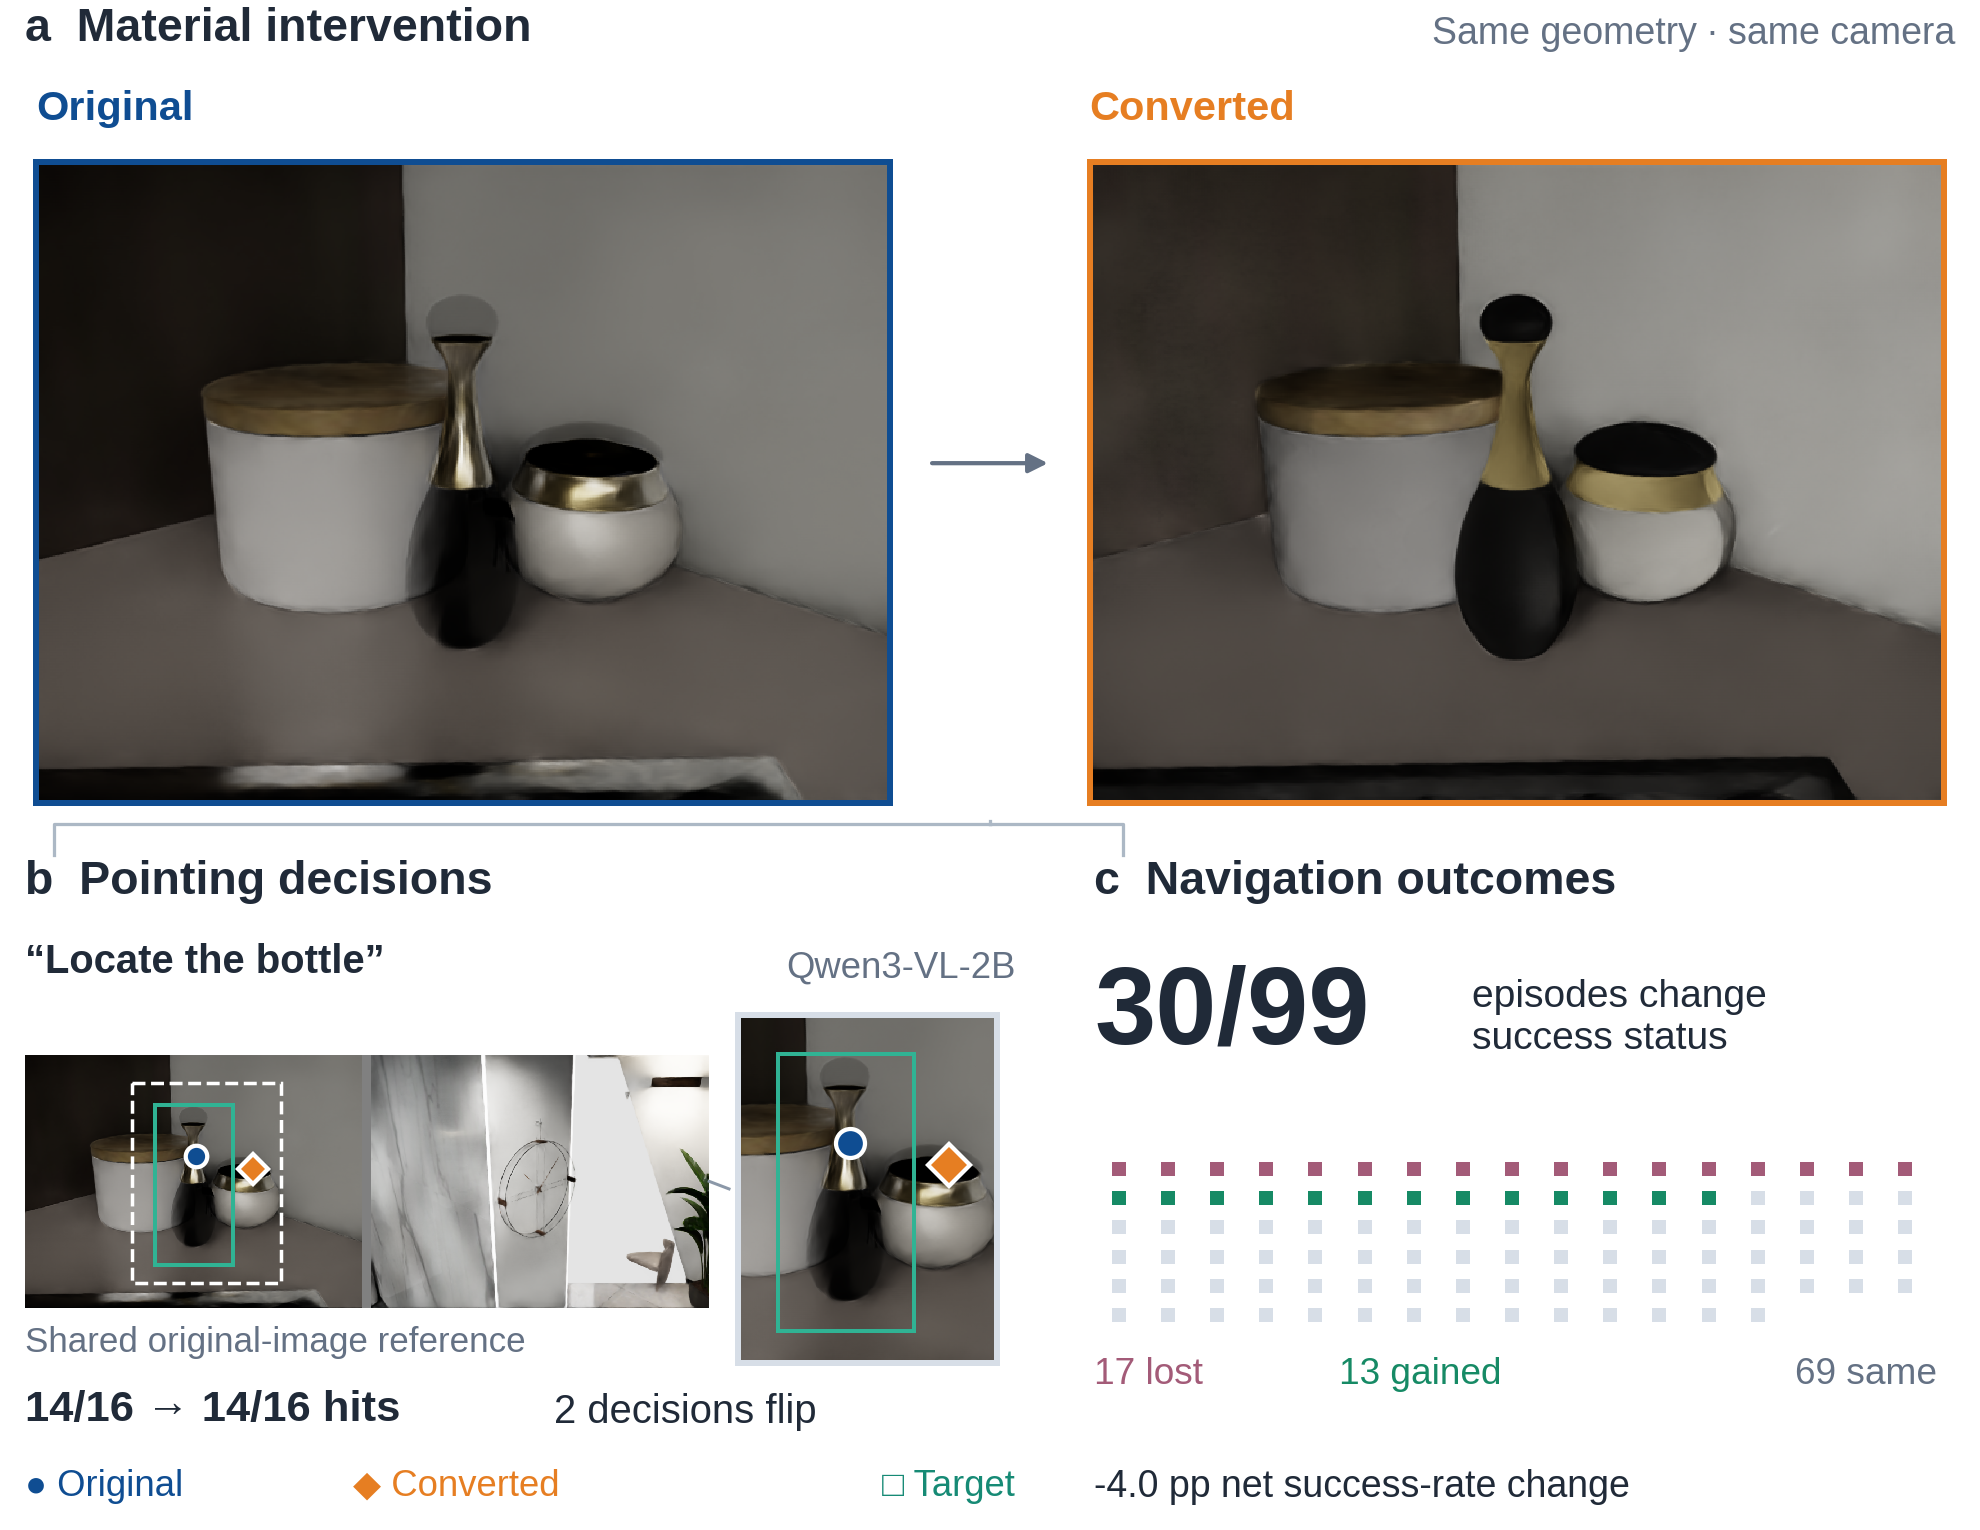 a Material intervention
Same geometry · same camera
Original
Converted
b Pointing decisions
“Locate the bottle”
Qwen3-VL-2B
Shared original-image reference
14/16 → 14/16 hits
2 decisions flip
● Original
◆ Converted
□ Target
c Navigation outcomes
30/99
episodes change
success status
17 lost
13 gained
69 same
-4.0 pp net success-rate change